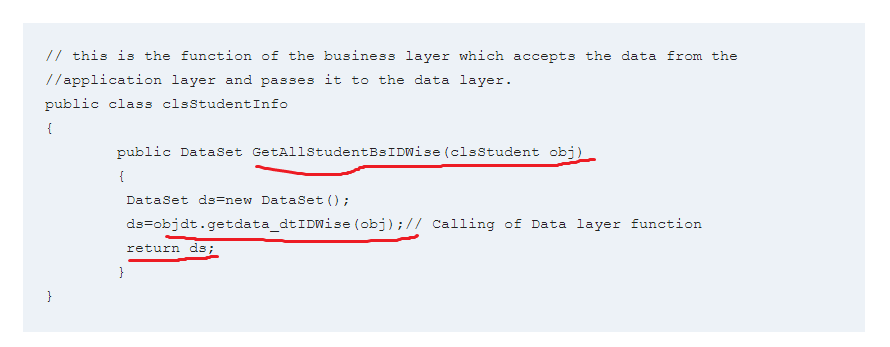 // this is the function of the business layer which accepts the data from the
//application layer and passes it to the data layer.
public class clsStudentInfo
{
public DataSet GetAllStudentBsIDWise(clsStudent obj)
{
DataSet ds=new DataSet();
ds=objdt.getdata_dtIDWise(obj);// Calling of Data layer function
return ds;
}
}